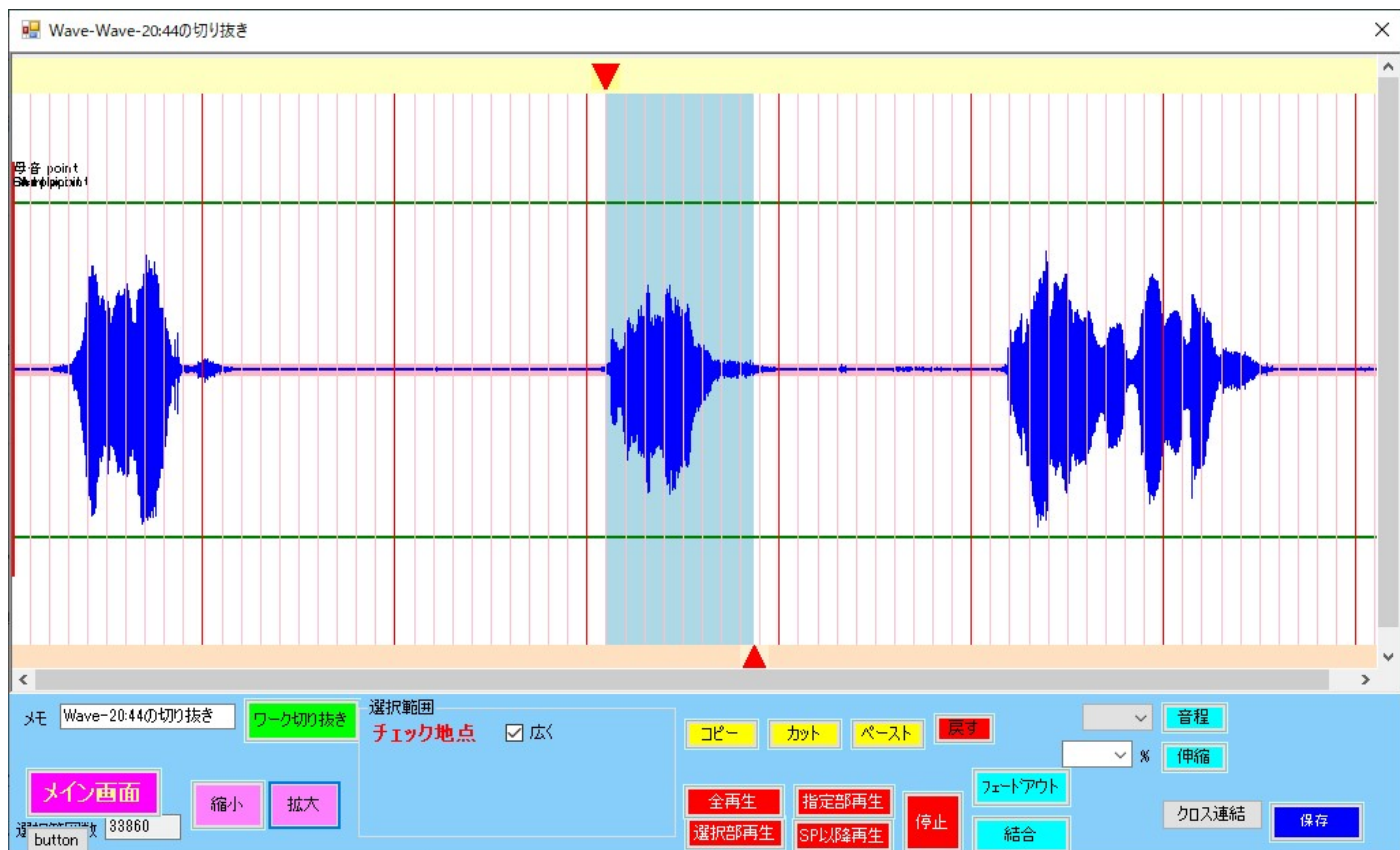 Wave-Wave-20:44の切り抜き
母音 point
メモ
Wave-20:44の切り抜き
ワーク切り抜き
選択範囲
チェック地点
広く
コピー
カット
ペースト
戻す
音程
%
伸縮
メイン画面
縮小
拡大
33860
button
全再生
指定部再生
選択部再生
SP以降再生
停止
フェードアウト
結合
クロス連結
保存